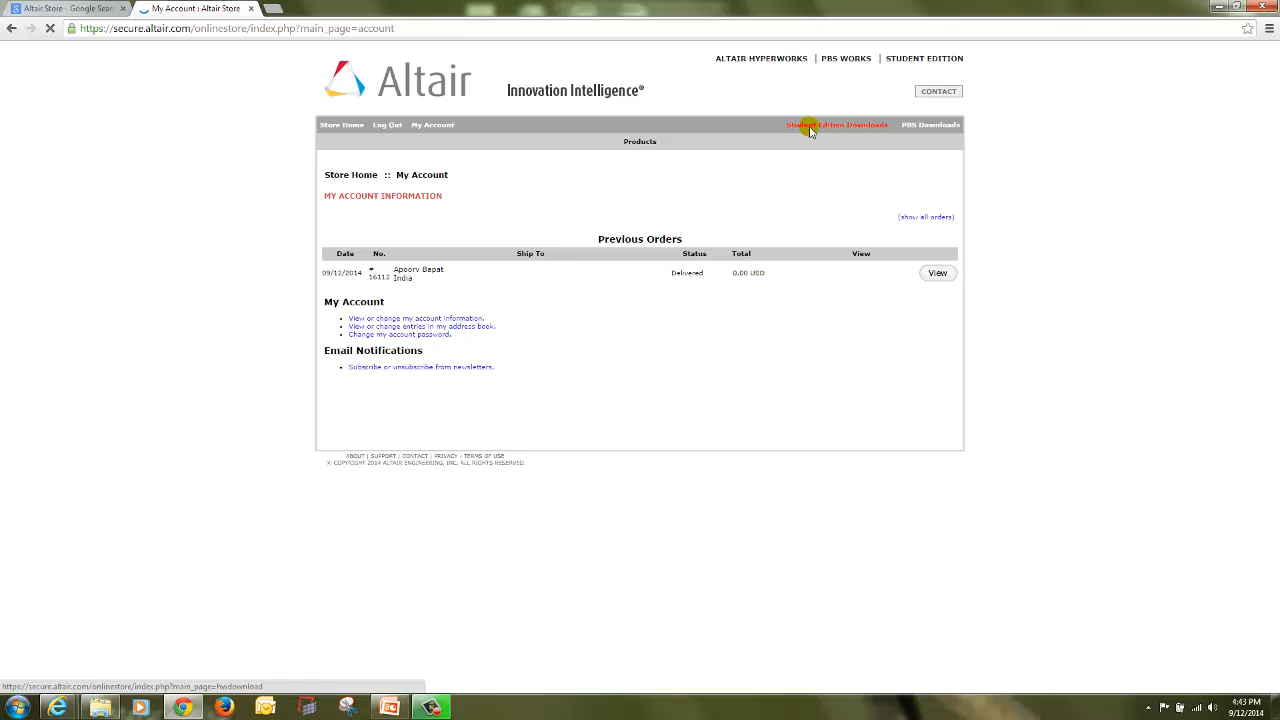 Altair Store - Google Sear
My Account : Altair Store
https://secure.altair.com/onlinestore/index.php?main_page=account
ALTAIR HYPERWORKS | PBS WORKS | STUDENT EDITION
Altair
Innovation Intelligence®
CONTACT
Store Home Log Out My Account Student Edition Downloads PBS Downloads
Products
Store Home :: My Account
MY ACCOUNT INFORMATION
(show all orders)
Previous Orders
Date No. Ship To Status Total View
09/12/2014 # 16112 Apoorv Bapat India Delivered 0.00 USD View
My Account
• View or change my account information.
• View or change entries in my address book.
• Change my account password.
Email Notifications
• Subscribe or unsubscribe from newsletters.
ABOUT | SUPPORT | CONTACT | PRIVACY | TERMS OF USE
© COPYRIGHT 2014 ALTAIR ENGINEERING, INC. ALL RIGHTS RESERVED.
https://secure.altair.com/onlinestore/index.php?main_page=hwdownload
4:43 PM
9/12/2014